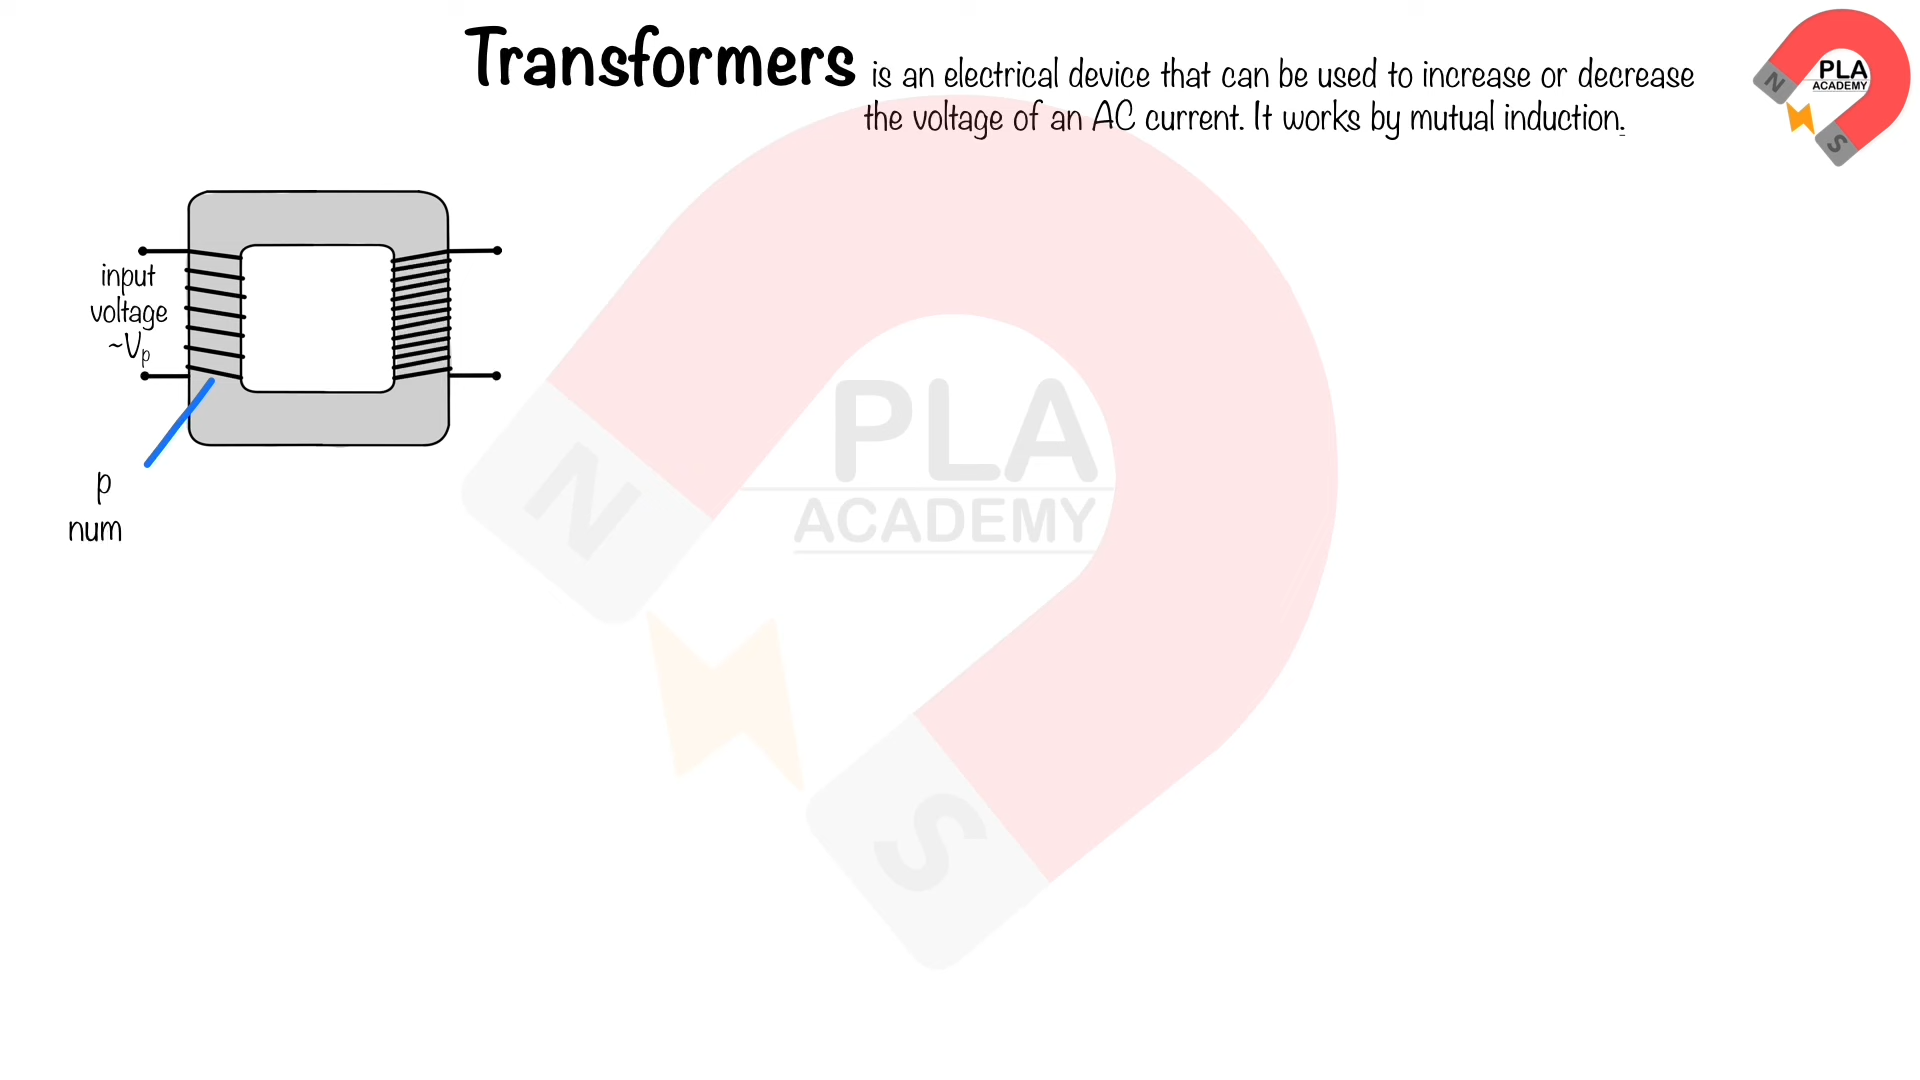 Transformers is an electrical device that can be used to increase or decrease
the voltage of an AC current. It works by mutual induction.
PLA
ACADEMY
N
S
input
voltage
~Vp
p
num
PLA
ACADEMY
N
S